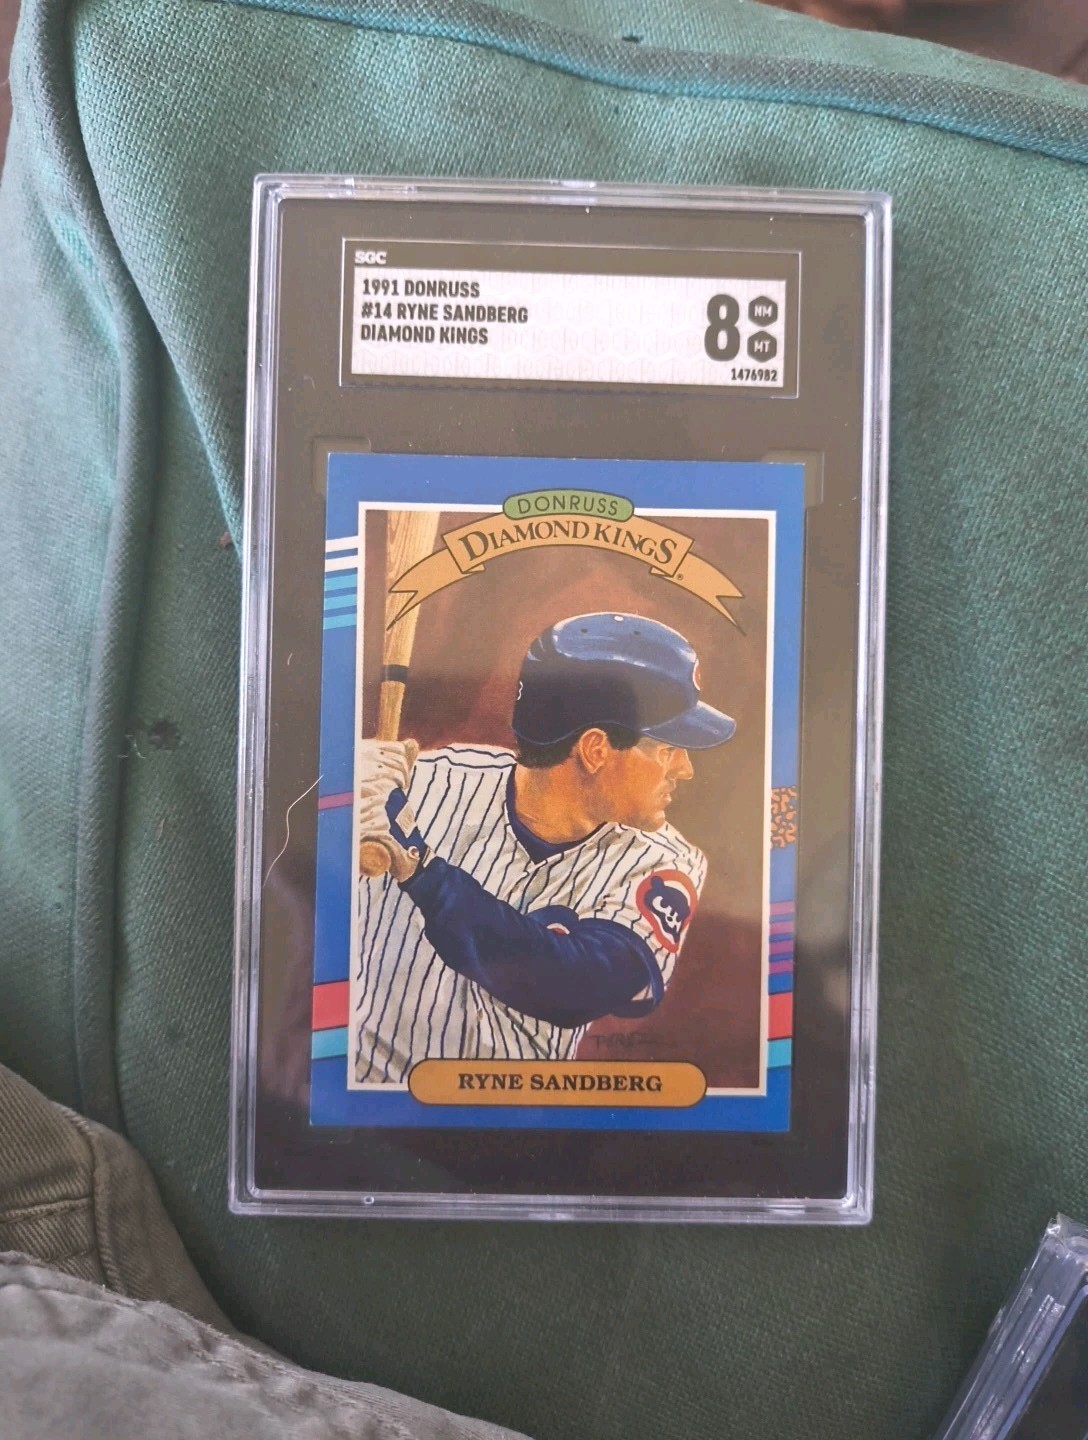 SGC
1991 DONRUSS
#14 RYNE SANDBERG
DIAMOND KINGS
8 NM
MT
1476982
DONRUSS
DIAMOND KINGS
RYNE SANDBERG